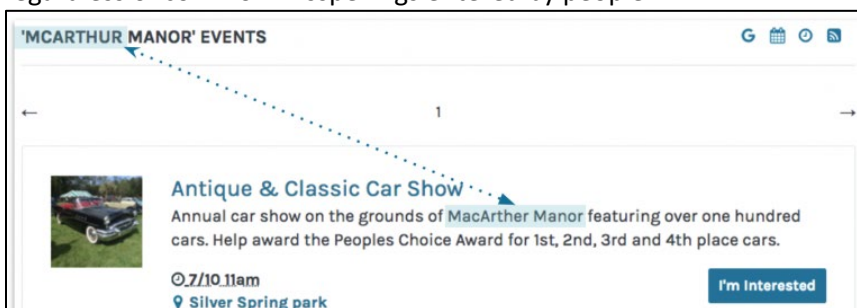 'MCARTHUR MANOR' EVENTS
G
← 1 →
Antique & Classic Car Show
Annual car show on the grounds of MacArther Manor featuring over one hundred
cars. Help award the Peoples Choice Award for 1st, 2nd, 3rd and 4th place cars.
7/10 11am
I'm Interested
Silver Spring park